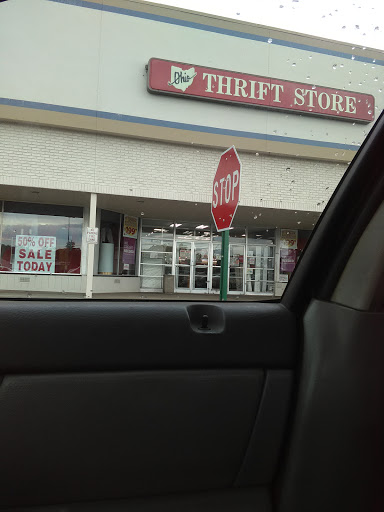 Ohio THRIFT STORE
STOP
50% OFF
SALE
TODAY